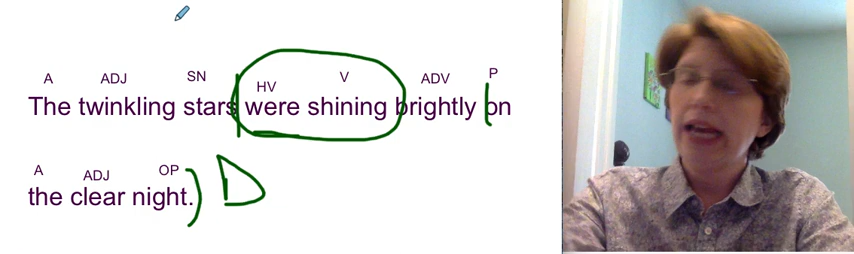 A ADJ SN HV V ADV P
The twinkling stars were shining brightly on
A ADJ OP
the clear night. D